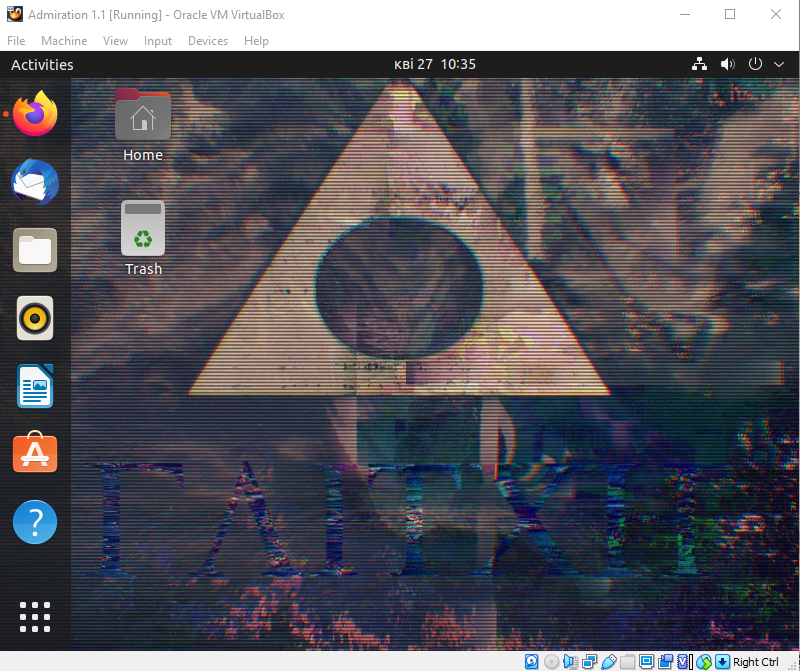 Admiration 1.1 [Running] - Oracle VM VirtualBox
File Machine View Input Devices Help
Activities
кві 27 10:35
Home
Trash
Right Ctrl